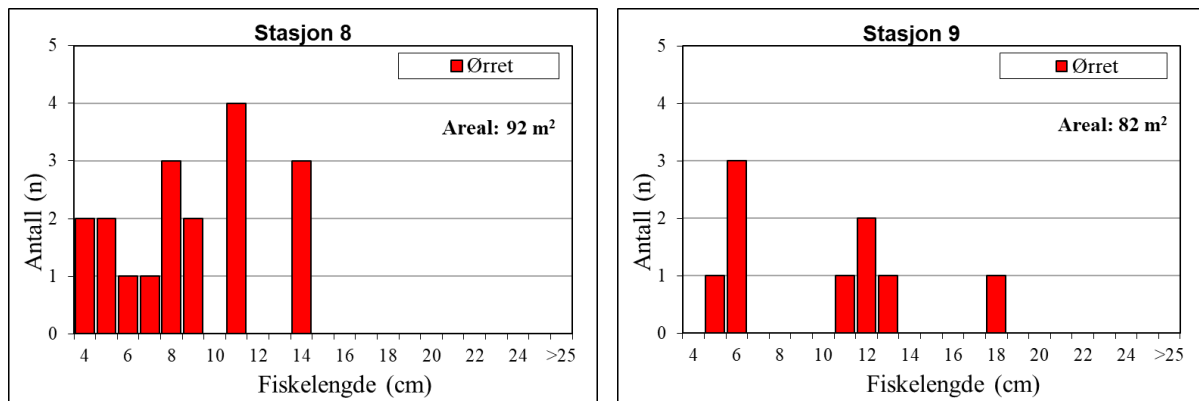 Stasjon 8
Ørret
Areal: 92 m²
Antall (n)
5
4
3
2
1
0
4 6 8 10 12 14 16 18 20 22 24 >25
Fiskelengde (cm)
Stasjon 9
Ørret
Areal: 82 m²
Antall (n)
5
4
3
2
1
0
4 6 8 10 12 14 16 18 20 22 24 >25
Fiskelengde (cm)